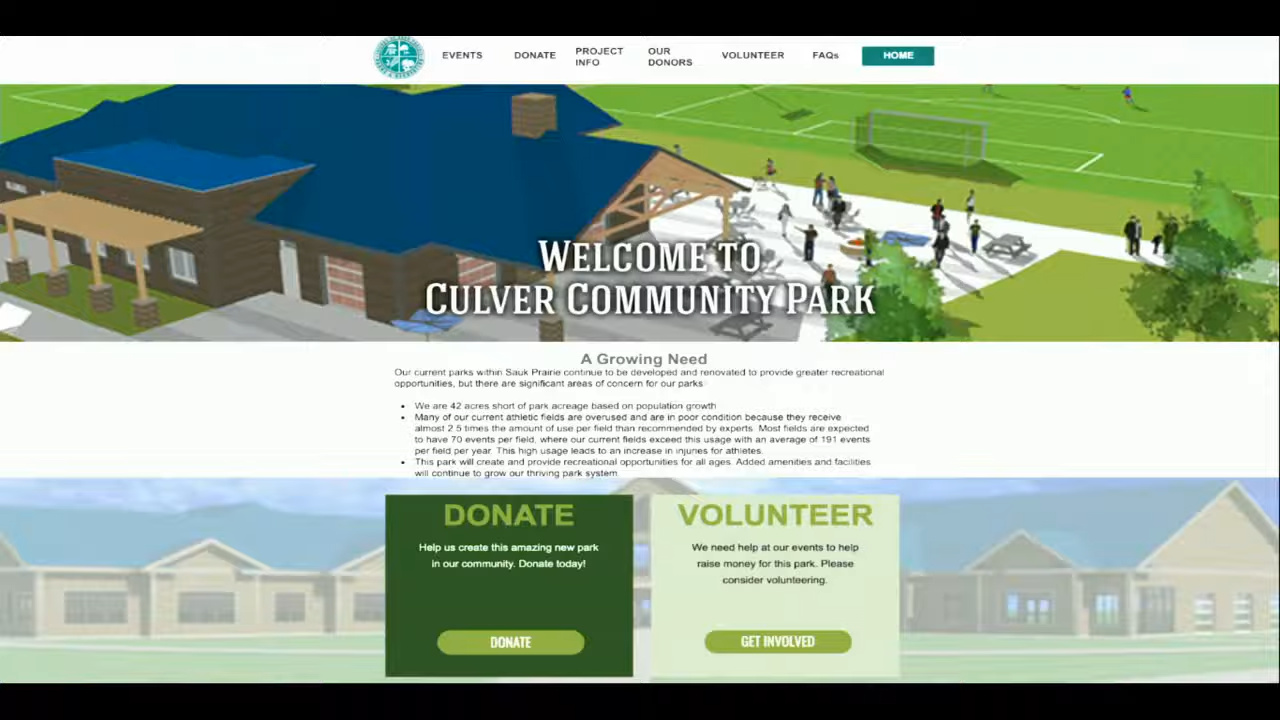 EVENTS DONATE PROJECT INFO OUR DONORS VOLUNTEER FAQs HOME
WELCOME TO
CULVER COMMUNITY PARK
A Growing Need
Our current parks within Sauk Prairie continue to be developed and renovated to provide greater recreational
opportunities, but there are significant areas of concern for our parks
• We are 42 acres short of park acreage based on population growth
• Many of our current athletic fields are overused and are in poor condition because they receive
almost 2.5 times the amount of use per field than recommended by experts. Most fields are expected
to have 70 events per field, where our current fields exceed this usage with an average of 191 events
per field per year. This high usage leads to an increase in injuries for athletes.
• This park will create and provide recreational opportunities for all ages. Added amenities and facilities
will continue to grow our thriving park system.
DONATE
Help us create this amazing new park
in our community. Donate today!
DONATE
VOLUNTEER
We need help at our events to help
raise money for this park. Please
consider volunteering.
GET INVOLVED